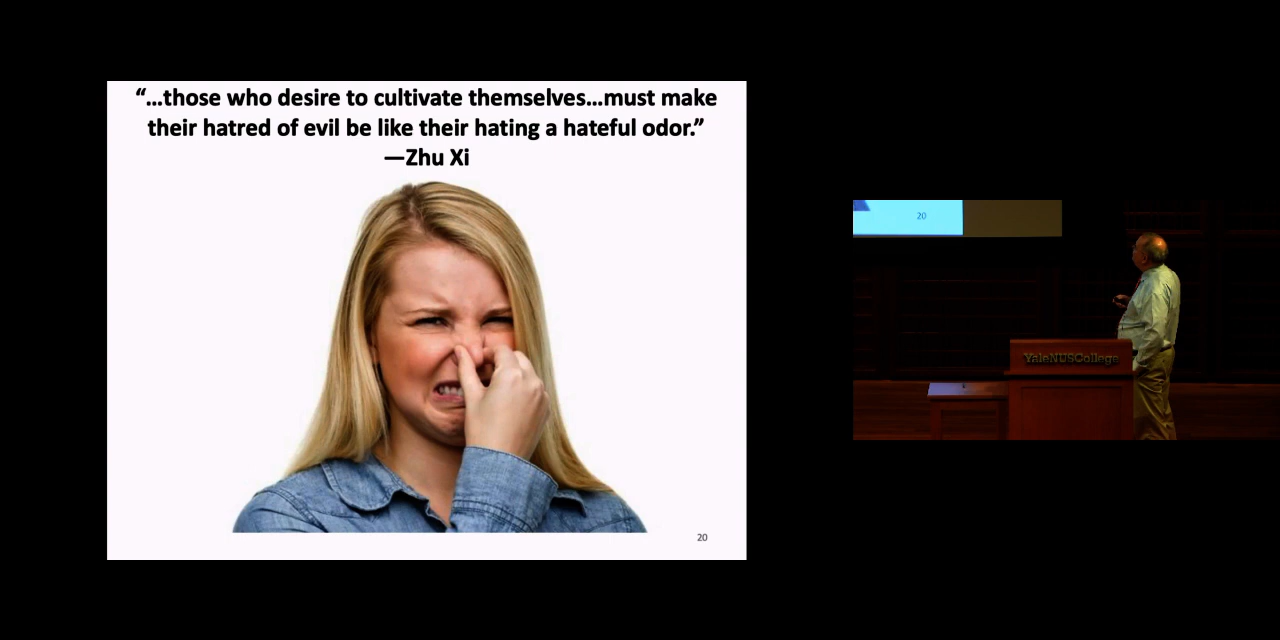 “...those who desire to cultivate themselves...must make
their hatred of evil be like their hating a hateful odor.”
—Zhu Xi
20
20
YaleNUSCollege